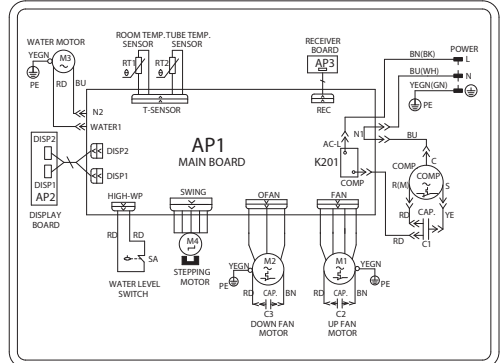 ROOM TEMP. TUBE TEMP.
SENSOR SENSOR
RECEIVER
BOARD
WATER MOTOR
YEGN
M3
PE
RD BU
RT1
RT2
θ θ
AP3
BN(BK)
POWER
L
BU(WH)
N
YEGN(GN)
PE
T-SENSOR
REC
N2
WATER1
AP1
MAIN BOARD
AC-L
N1
BU
K201
COMP
DISP2
DISP1
AP2
DISPLAY
BOARD
DISP2
DISP1
COMP.
C
COMP
R(M)
S
RD
CAP.
YE
C1
RD
HIGH-WP
SWING
OFAN
FAN
RD RD
SA
WATER LEVEL
SWITCH
M4
STEPPING
MOTOR
YEGN
PE
M2
RD CAP. BN
C3
DOWN FAN
MOTOR
M1
YEGN
PE
RD CAP. BN
C2
UP FAN
MOTOR